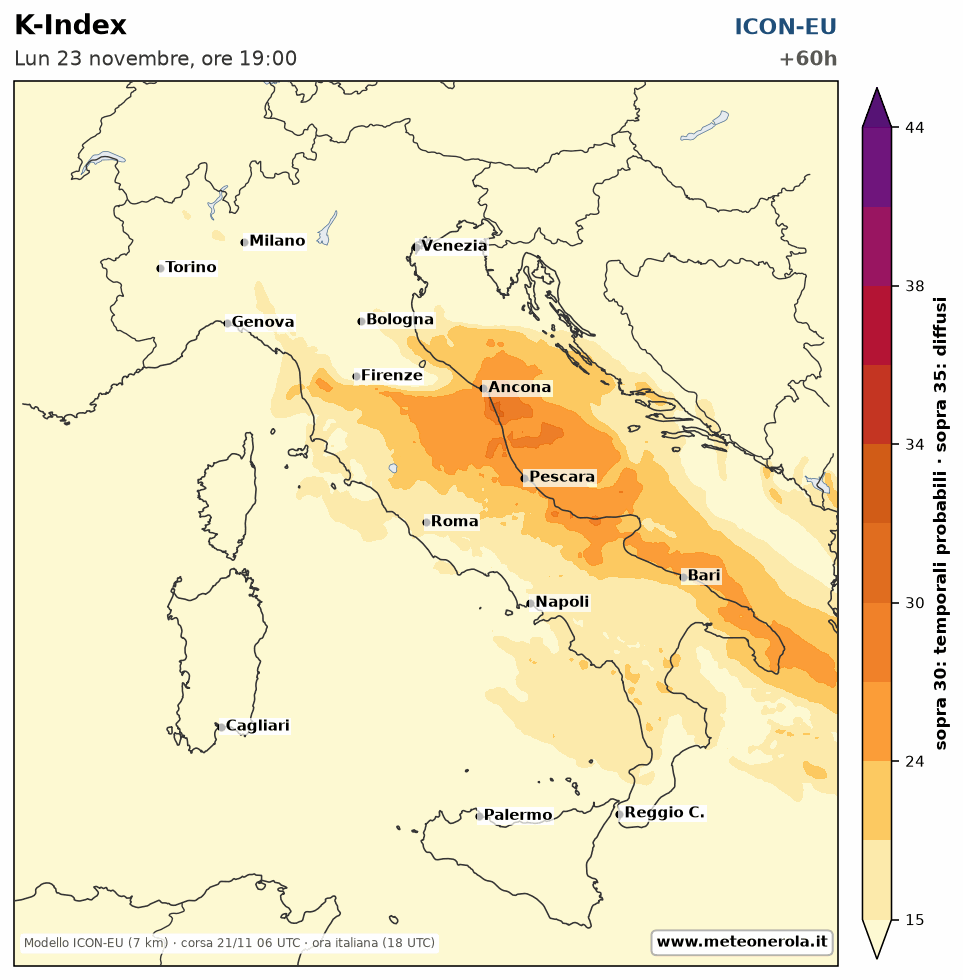 K-Index
ICON-EU
Lun 23 novembre, ore 19:00
+60h
44
38
34
30
24
15
sopra 30: temporali probabili · sopra 35: diffusi
Milano
Venezia
Torino
Genova
Bologna
Firenze
Ancona
Pescara
Roma
Bari
Napoli
Cagliari
Palermo
Reggio C.
Modello ICON-EU (7 km) · corsa 21/11 06 UTC · ora italiana (18 UTC)
www.meteonerola.it